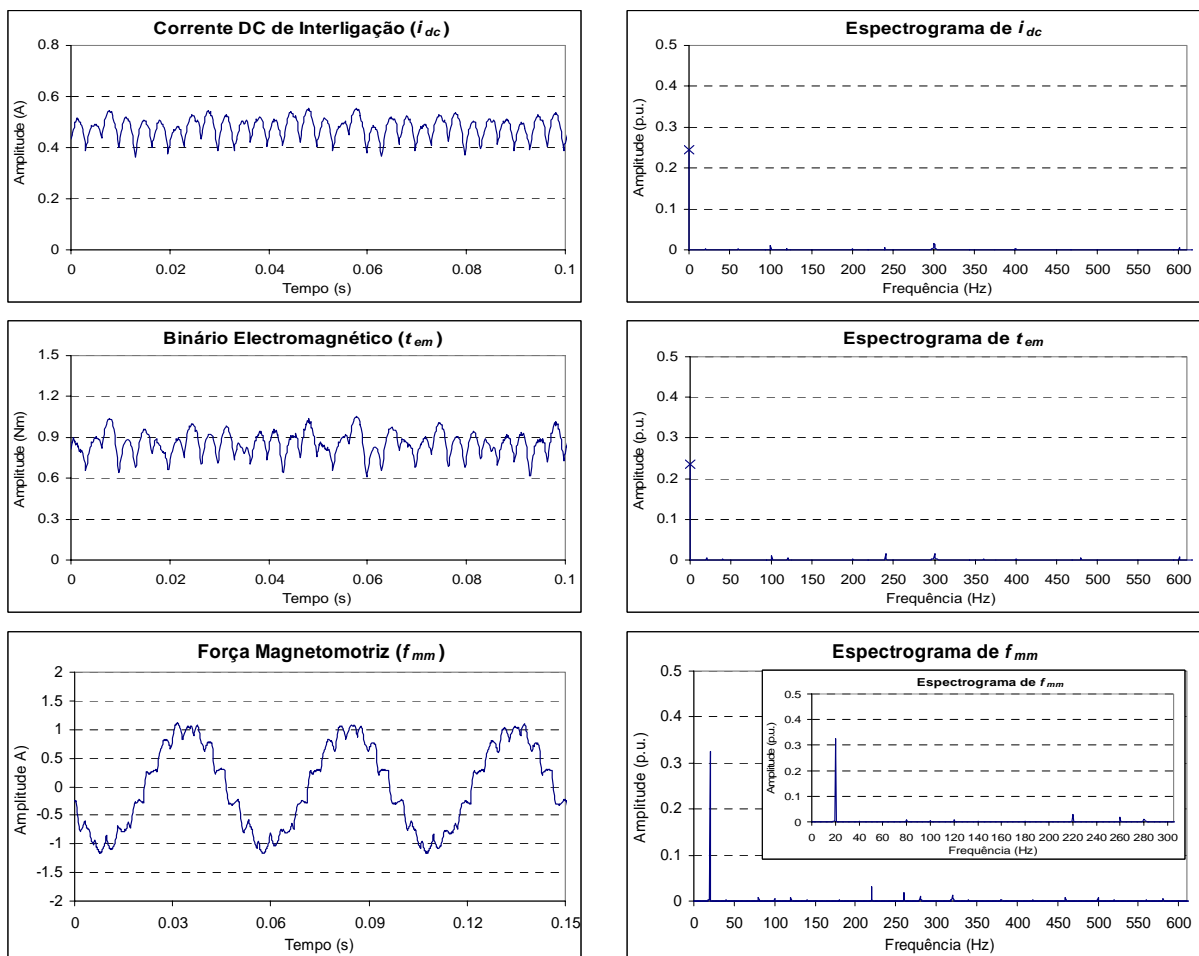 Corrente DC de Interligação (i dc)
Amplitude (A)
0.8
0.6
0.4
0.2
0
0 0.02 0.04 0.06 0.08 0.1
Tempo (s)
Espectrograma de i dc
Amplitude (p.u.)
0.5
0.4
0.3
0.2
0.1
0
0 50 100 150 200 250 300 350 400 450 500 550 600
Frequência (Hz)
Binário Electromagnético (t em)
Amplitude (Nm)
1.5
1.2
0.9
0.6
0.3
0
0 0.02 0.04 0.06 0.08 0.1
Tempo (s)
Espectrograma de t em
Amplitude (p.u.)
0.5
0.4
0.3
0.2
0.1
0
0 50 100 150 200 250 300 350 400 450 500 550 600
Frequência (Hz)
Força Magnetomotriz (f mm)
Amplitude A)
2
1.5
1
0.5
0
-0.5
-1
-1.5
-2
0 0.03 0.06 0.09 0.12 0.15
Tempo (s)
Espectrograma de f mm
Amplitude (p.u.)
0.5
0.4
0.3
0.2
0.1
0
0 50 100 150 200 250 300 350 400 450 500 550 600
Frequência (Hz)
Espectrograma de f mm
Amplitude (p.u.)
0.5
0.4
0.3
0.2
0.1
0
0 20 40 60 80 100 120 140 160 180 200 220 240 260 280 300
Frequência (Hz)